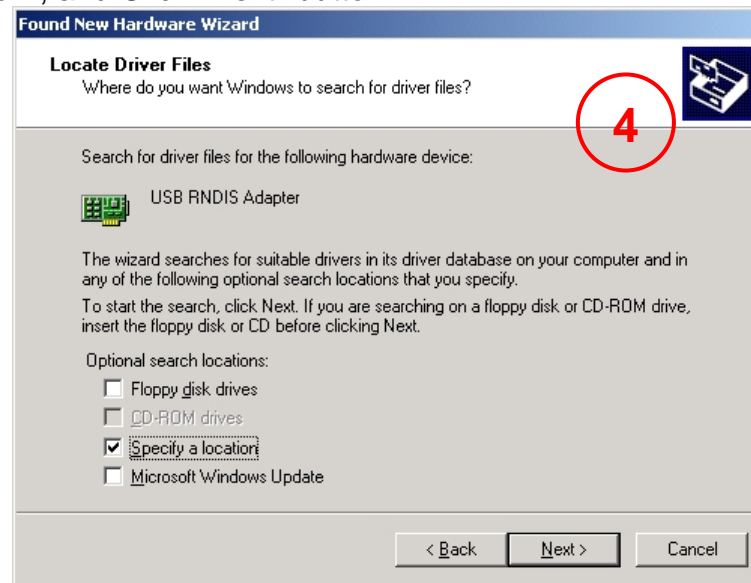 Found New Hardware Wizard
Locate Driver Files
Where do you want Windows to search for driver files?
4
Search for driver files for the following hardware device:
USB RNDIS Adapter
The wizard searches for suitable drivers in its driver database on your computer and in
any of the following optional search locations that you specify.
To start the search, click Next. If you are searching on a floppy disk or CD-ROM drive,
insert the floppy disk or CD before clicking Next.
Optional search locations:
Floppy disk drives
CD-ROM drives
Specify a location
Microsoft Windows Update
< Back
Next >
Cancel